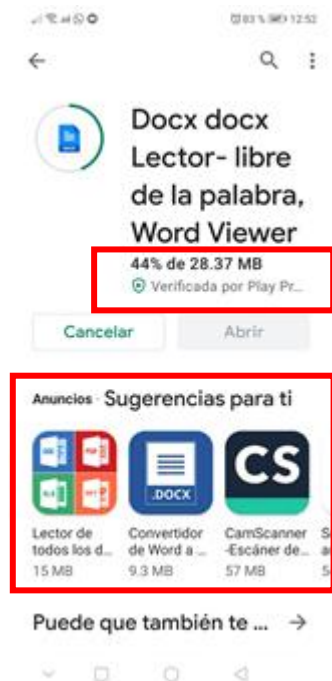 83 % 12:52
Docx docx
Lector- libre
de la palabra,
Word Viewer
44% de 28.37 MB
Verificada por Play Pr...
Cancelar
Abrir
Anuncios · Sugerencias para ti
.DOCX
CS
Lector de
todos los d...
15 MB
Convertidor
de Word a ...
9.3 MB
CamScanner
-Escáner de...
57 MB
Puede que también te ...